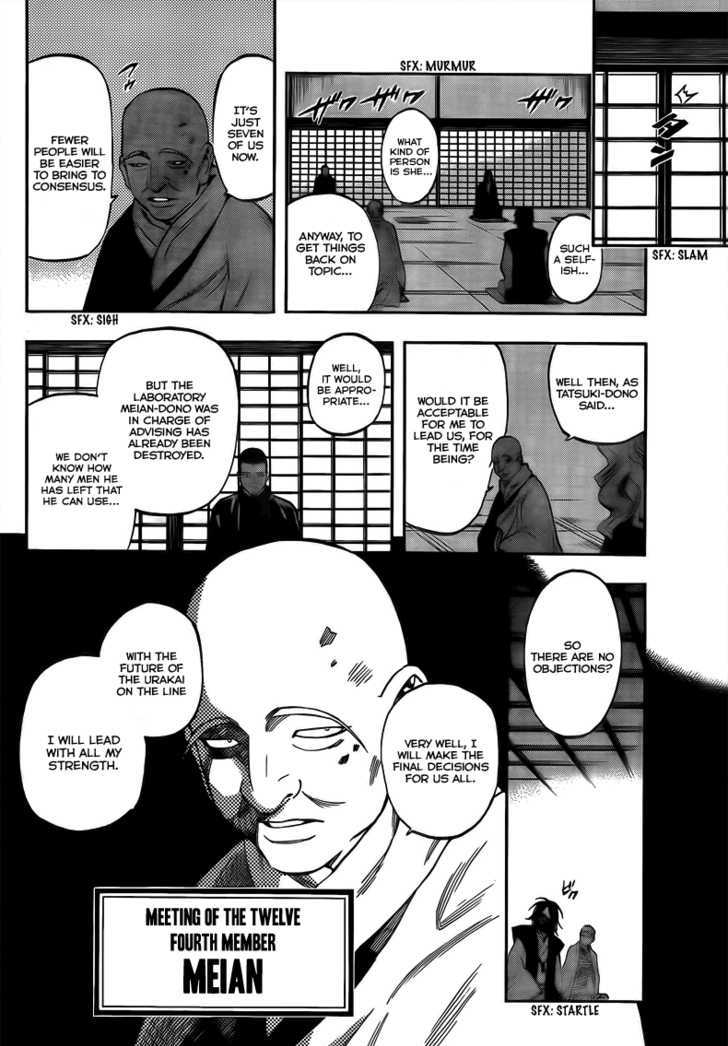 SFX: SLAM
SFX: MURMUR
SUCH
A SELF-
ISH...
WHAT
KIND OF
PERSON
IS SHE...
ANYWAY, TO
GET THINGS
BACK ON
TOPIC...
IT'S
JUST
SEVEN
OF US
NOW.
FEWER
PEOPLE WILL
BE EASIER
TO BRING TO
CONSENSUS.
SFX: SIGH
WELL THEN, AS
TATSUKI-DONO
SAID...
WOULD IT BE
ACCEPTABLE
FOR ME TO
LEAD US, FOR
THE TIME
BEING?
WELL,
IT WOULD
BE APPRO-
PRIATE...
BUT THE
LABORATORY
MEIAN-DONO WAS
IN CHARGE OF
ADVISING HAS
ALREADY BEEN
DESTROYED.
WE DON'T
KNOW HOW
MANY MEN HE
HAS LEFT THAT
HE CAN USE...
SO
THERE ARE NO
OBJECTIONS?
SFX: STARTLE
VERY WELL, I
WILL MAKE THE
FINAL DECISIONS
FOR US ALL.
WITH THE
FUTURE OF
THE URAKAI
ON THE LINE
I WILL LEAD
WITH ALL MY
STRENGTH.
MEETING OF THE TWELVE
FOURTH MEMBER
MEIAN